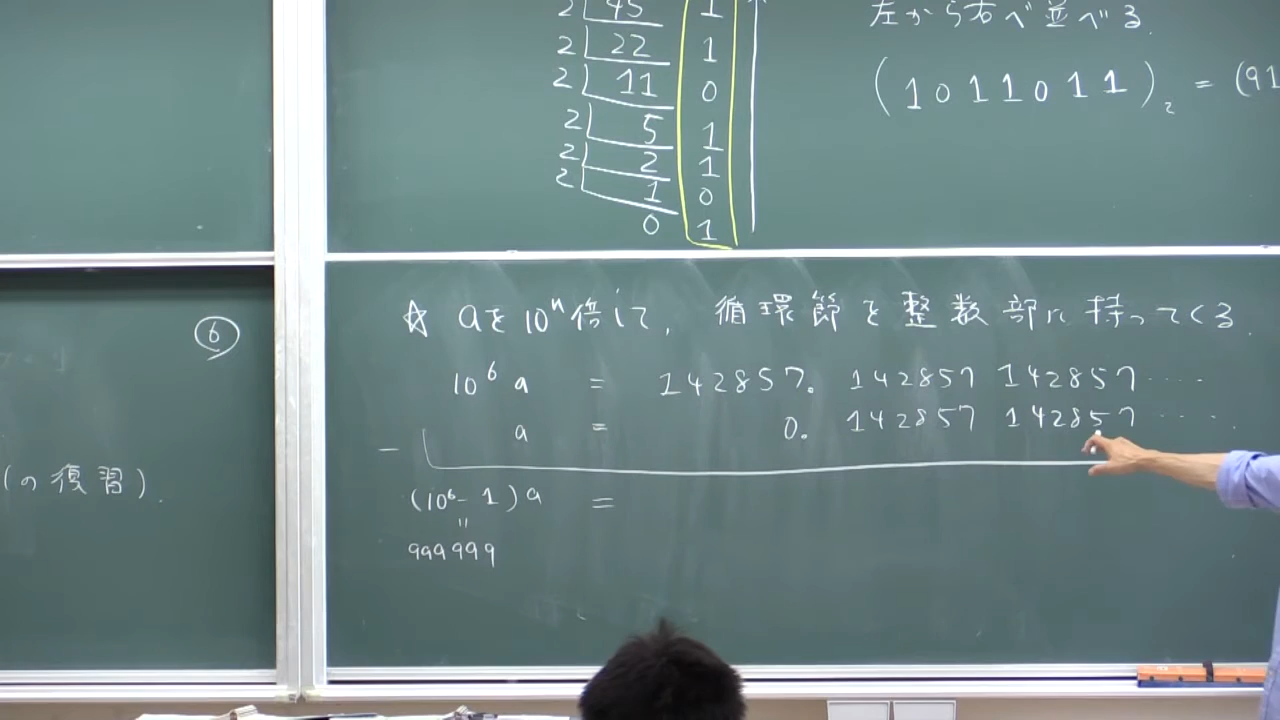 2 45 1
2 22 1
2 11 0
2 5 1
2 2 1
2 1 0
0 1
左から右へ並べる.
(1011011)₂ = (91
⑥
の復習).
☆ aを10ⁿ倍して, 循環節を整数部に持ってくる.
10⁶a = 142857. 142857 142857 ・・・・
a = 0. 142857 142857 ・・・・
−
(10⁶−1)a =
〃
999999